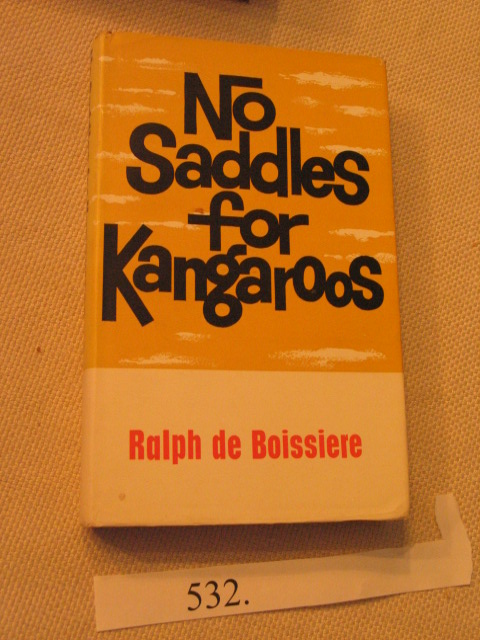 No
Saddles
for
Kangaroos
Ralph de Boissiere
532.